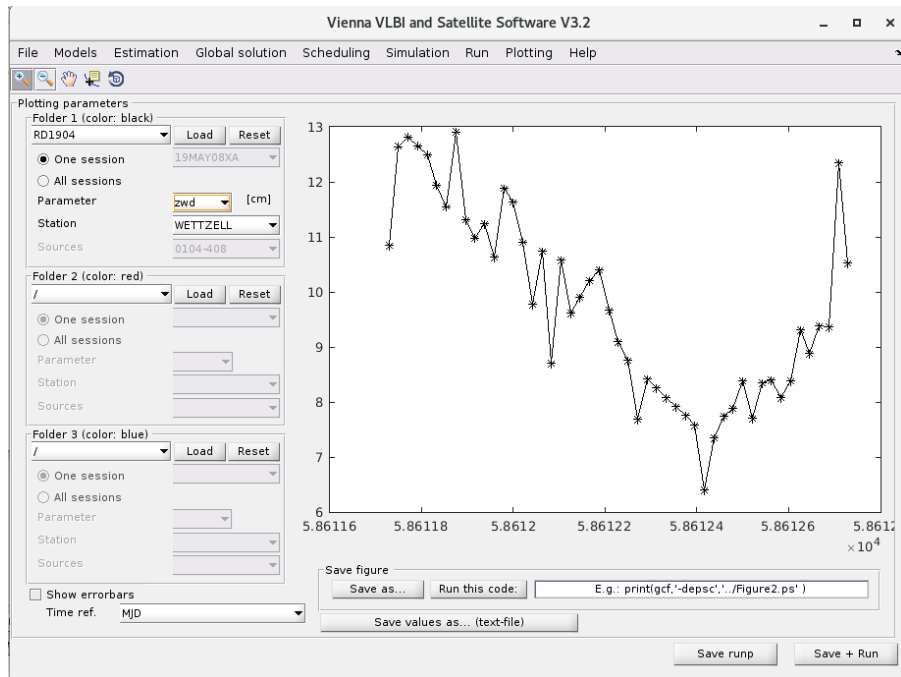 Vienna VLBI and Satellite Software V3.2
File Models Estimation Global solution Scheduling Simulation Run Plotting Help
Plotting parameters
Folder 1 (color: black)
RD1904 Load Reset
One session 19MAY08XA
All sessions
Parameter zwd [cm]
Station WETTZELL
Sources 0104-408
Folder 2 (color: red)
/ Load Reset
One session
All sessions
Parameter
Station
Sources
Folder 3 (color: blue)
/ Load Reset
One session
All sessions
Parameter
Station
Sources
Show errorbars
Time ref. MJD
13
12
11
10
9
8
7
6
5.86116 5.86118 5.8612 5.86122 5.86124 5.86126 5.8612
×10⁴
Save figure
Save as... Run this code: E.g.: print(gcf,'-depsc','../Figure2.ps' )
Save values as... (text-file)
Save runp Save + Run